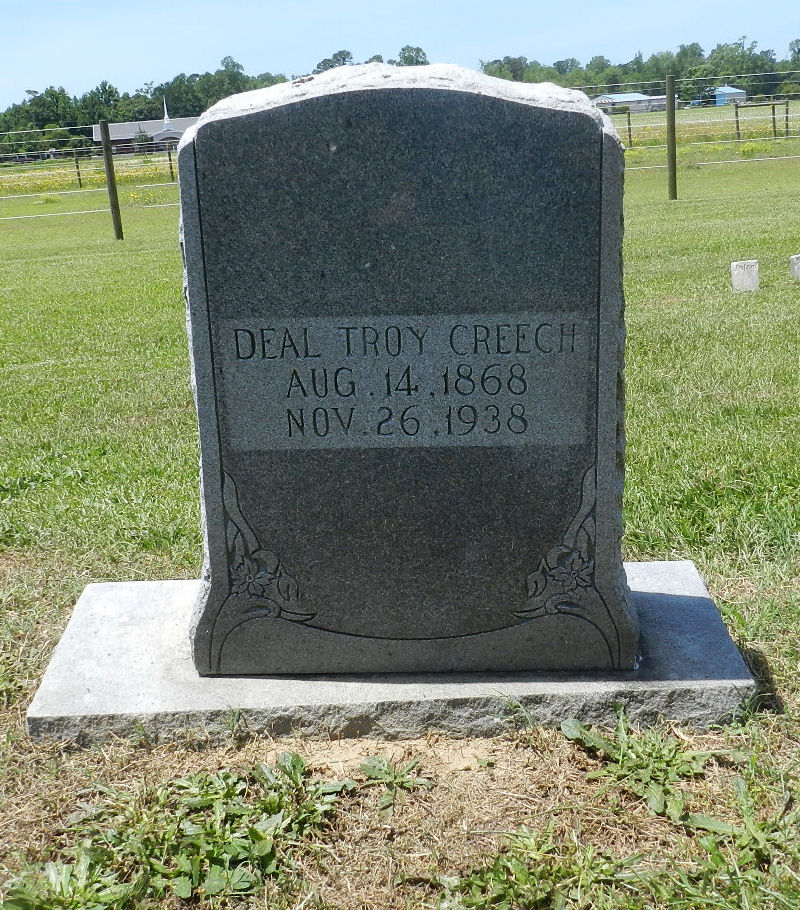 DEAL TROY CREECH
AUG. 14, 1868
NOV. 26, 1938